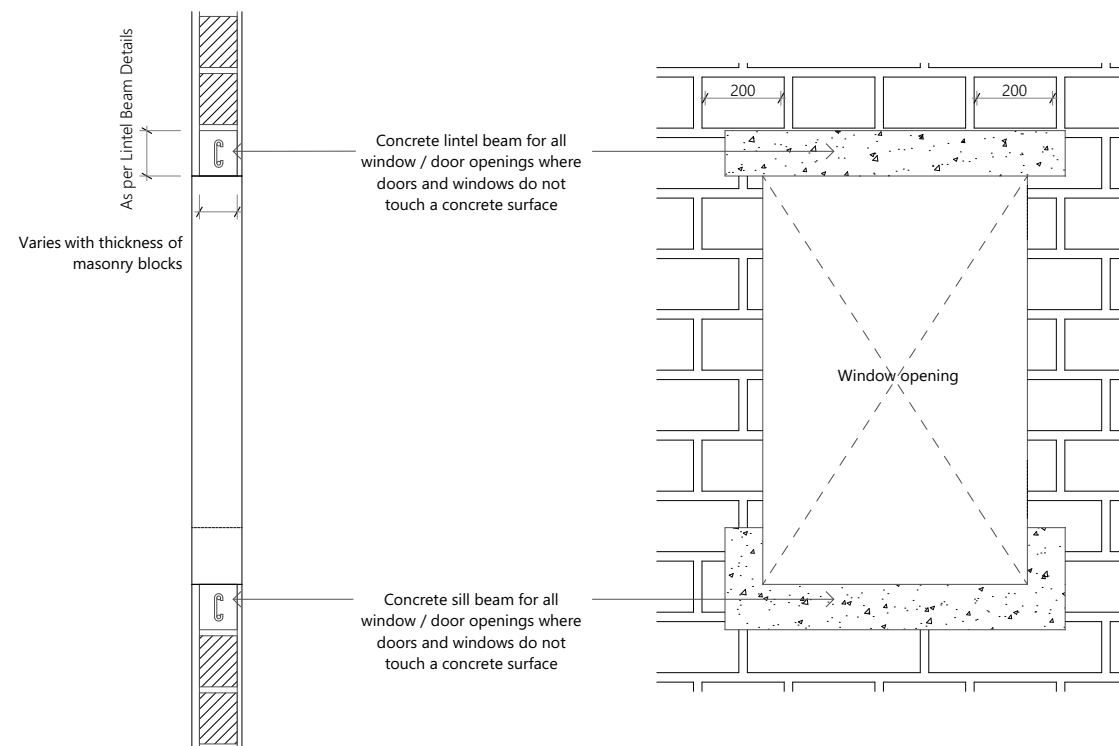 As per Lintel Beam Details
200
200
Concrete lintel beam for all
window / door openings where
doors and windows do not
touch a concrete surface
Varies with thickness of
masonry blocks
Window opening
Concrete sill beam for all
window / door openings where
doors and windows do not
touch a concrete surface